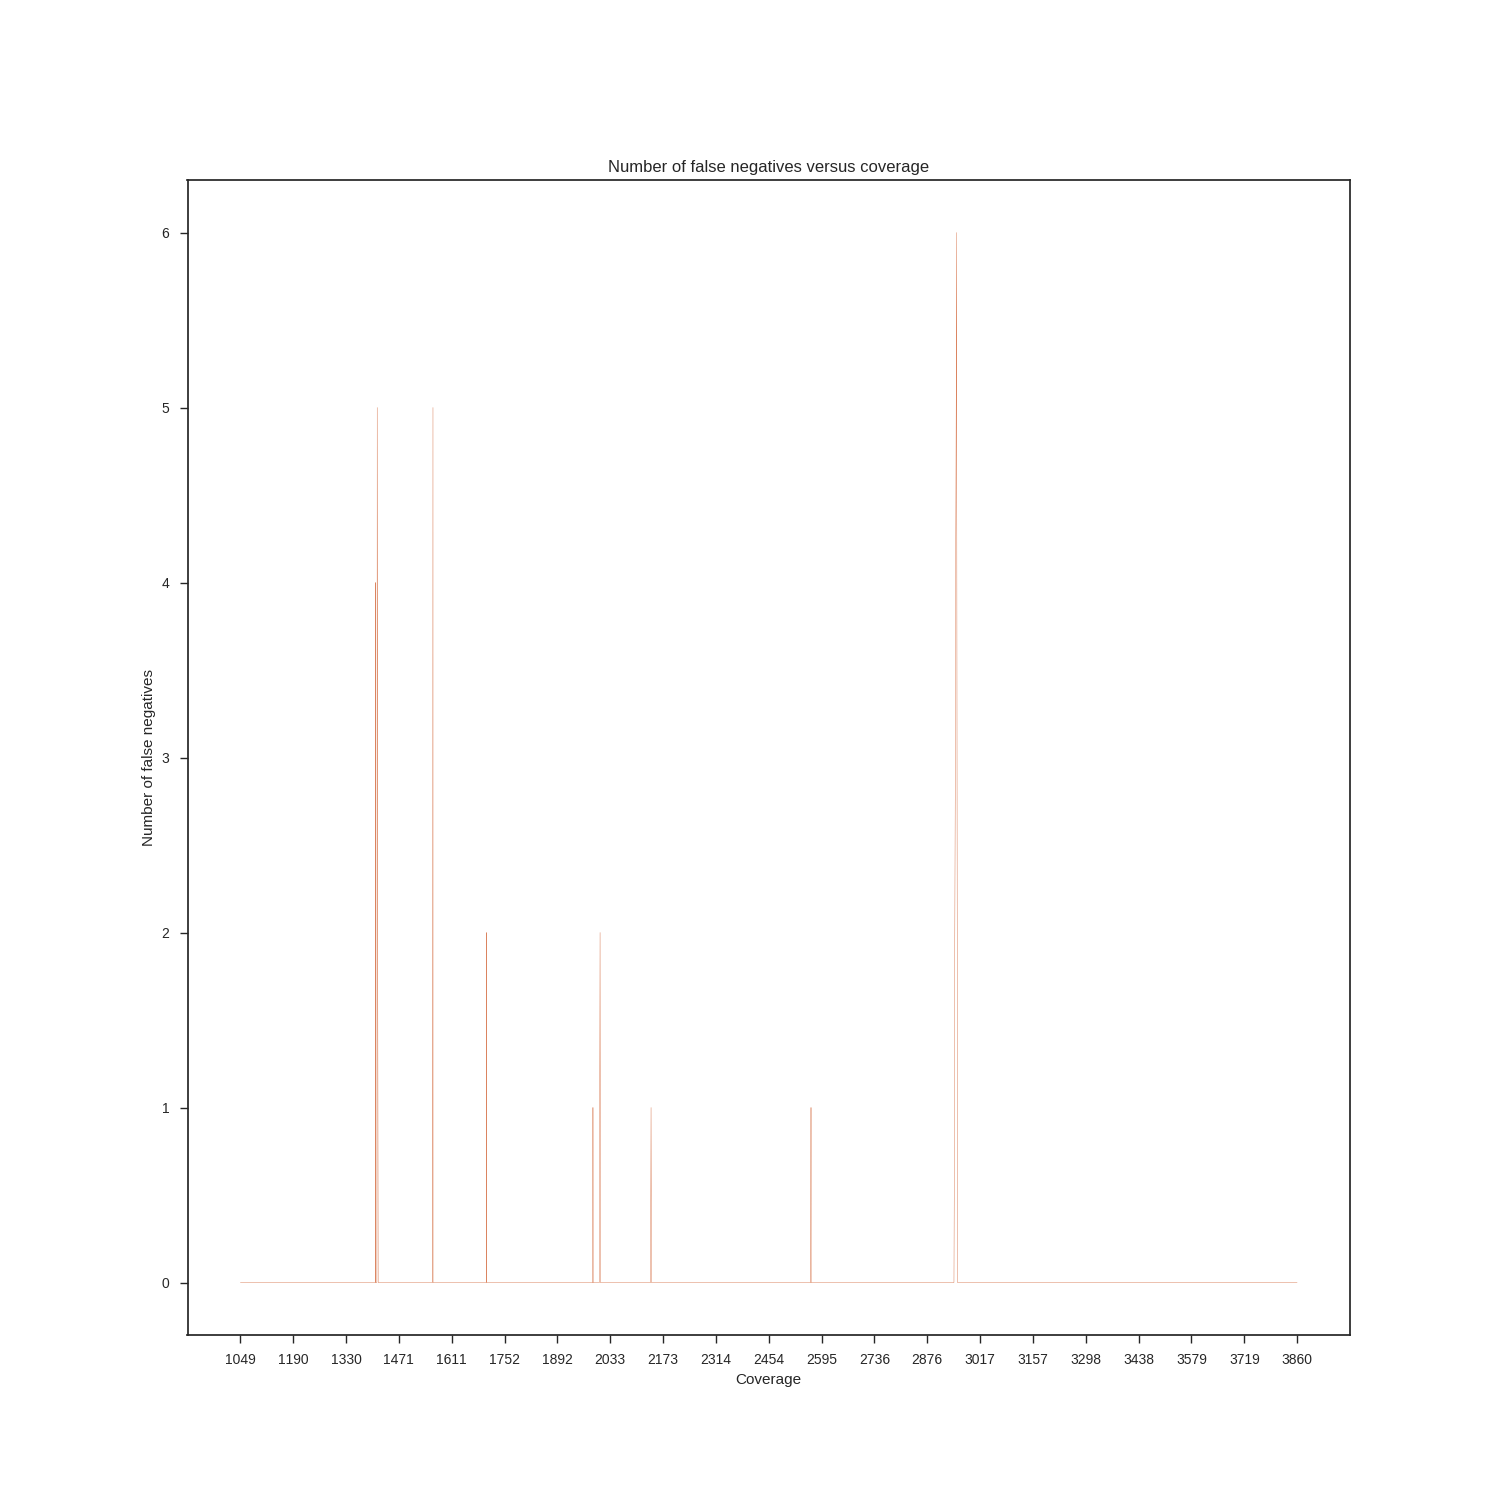 Number of false negatives versus coverage
6
5
4
3
2
1
0
Number of false negatives
1049 1190 1330 1471 1611 1752 1892 2033 2173 2314 2454 2595 2736 2876 3017 3157 3298 3438 3579 3719 3860
Coverage